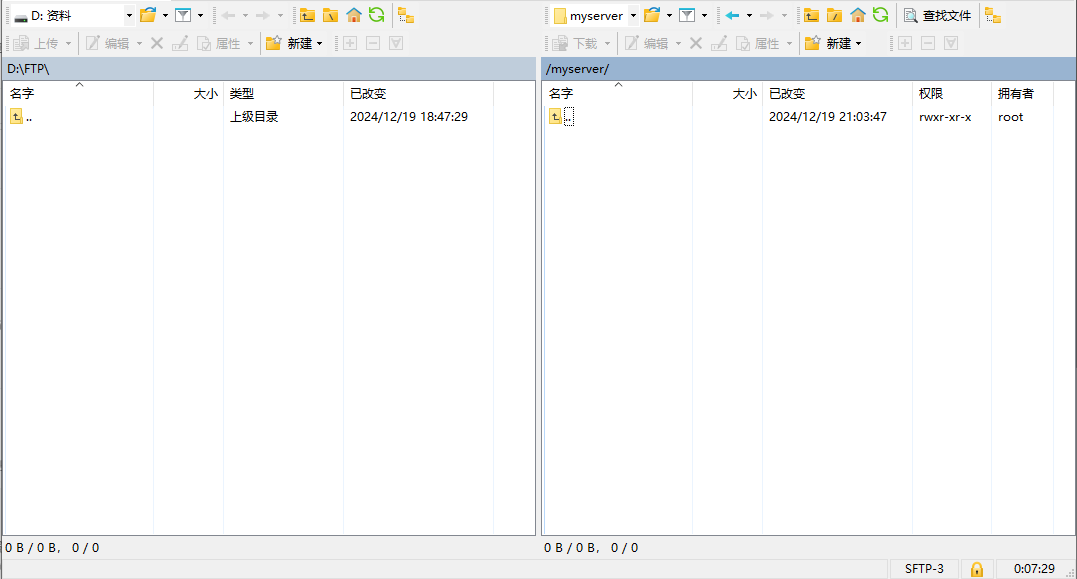 D: 资料
myserver
查找文件
上传
编辑
属性
新建
下载
编辑
属性
新建
D:\FTP\
/myserver/
名字 大小 类型 已改变
名字 大小 已改变 权限 拥有者
.. 上级目录 2024/12/19 18:47:29
.. 2024/12/19 21:03:47 rwxr-xr-x root
0 B / 0 B, 0 / 0
0 B / 0 B, 0 / 0
SFTP-3 0:07:29